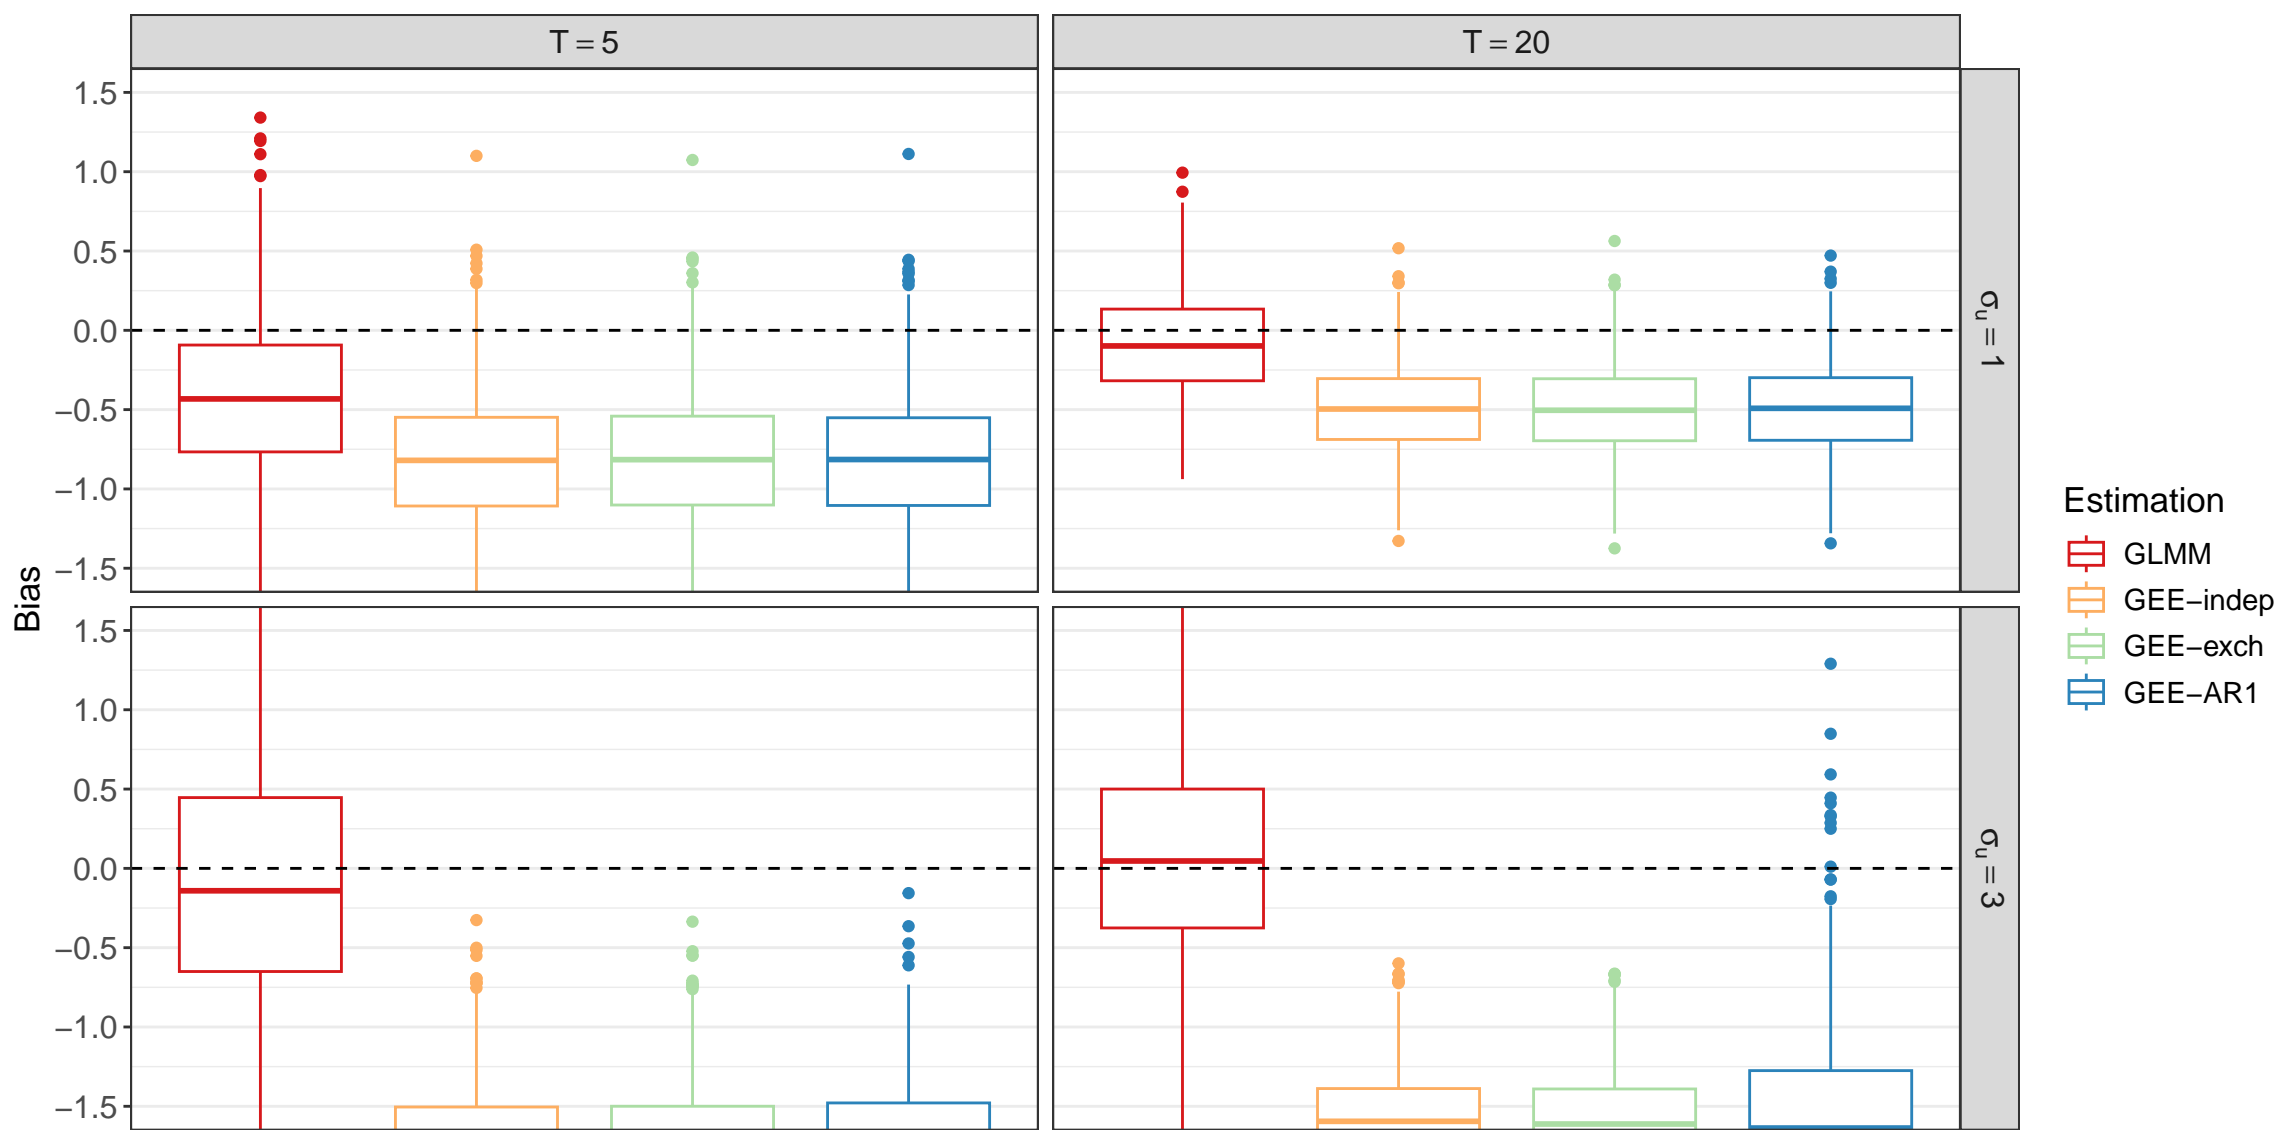 T = 5
T = 20
1.5
1.0
0.5
0.0
−0.5
−1.0
−1.5
σu = 1
Bias
1.5
1.0
0.5
0.0
−0.5
−1.0
−1.5
σu = 3
Estimation
GLMM
GEE−indep
GEE−exch
GEE−AR1